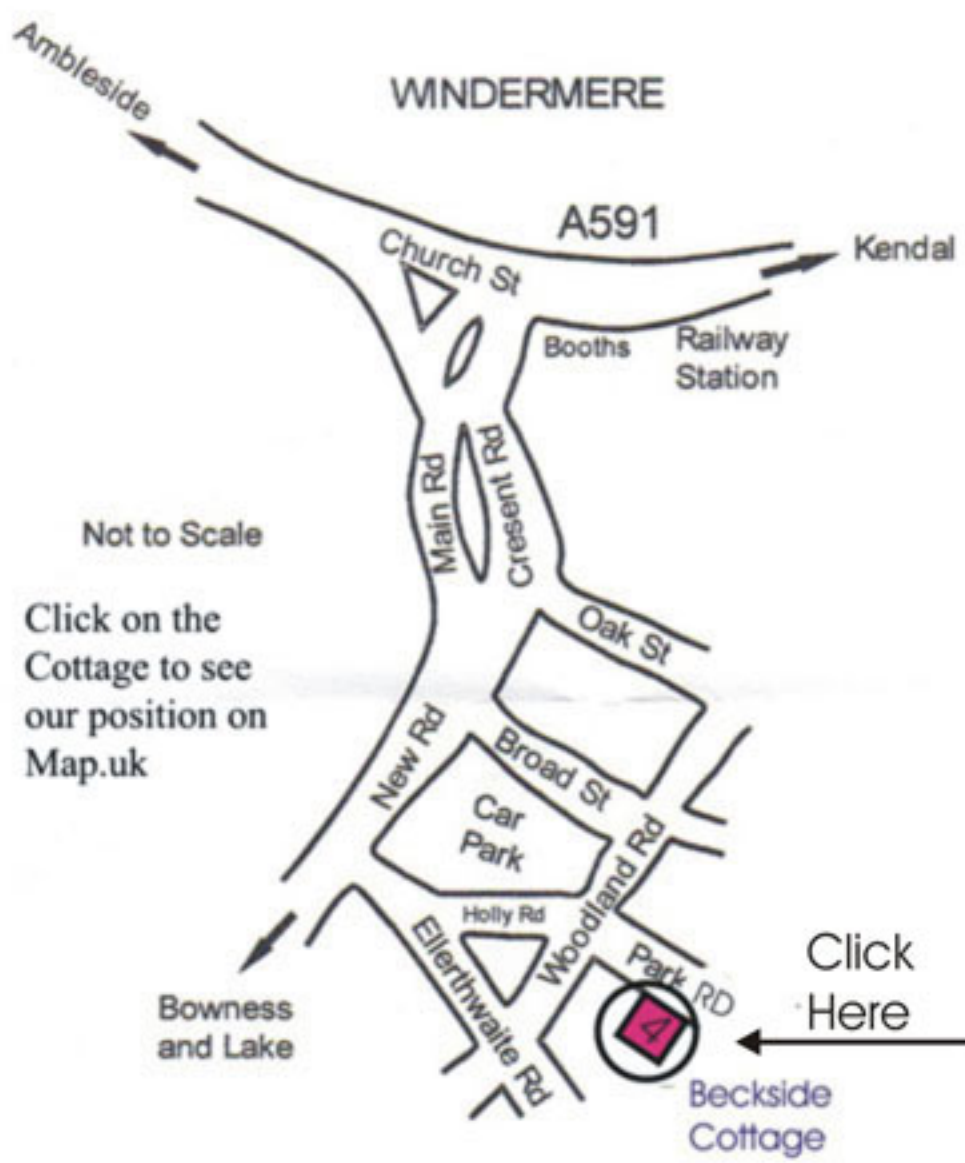 Ambleside
WINDERMERE
A591
Church St
Kendal
Booths
Railway
Station
Main Rd
Cresent Rd
Not to Scale
Click on the
Cottage to see
our position on
Map.uk
Oak St
New Rd
Broad St
Car
Park
Woodland Rd
Holly Rd
Ellerthwaite Rd
Park RD
Click
Here
Bowness
and Lake
4
Beckside
Cottage